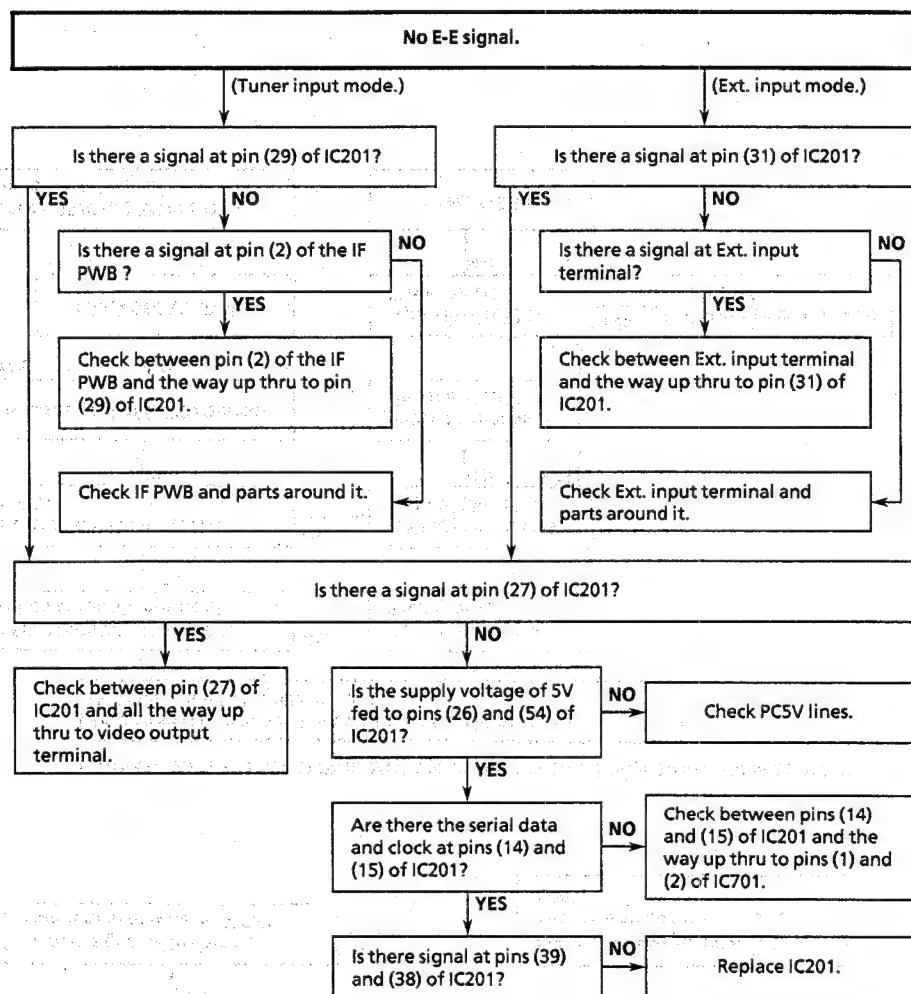 No E-E signal.
(Tuner input mode.)
(Ext. input mode.)
Is there a signal at pin (29) of IC201?
Is there a signal at pin (31) of IC201?
YES
NO
YES
NO
Is there a signal at pin (2) of the IF
PWB ?
NO
Is there a signal at Ext. input
terminal?
NO
YES
YES
Check between pin (2) of the
IF PWB and the way up thru to pin
(29) of IC201.
Check between Ext. input terminal
and the way up thru to pin (31) of
IC201.
Check IF PWB and parts around it.
Check Ext. input terminal and
parts around it.
Is there a signal at pin (27) of IC201?
YES
NO
Check between pin (27) of
IC201 and all the way up
thru to video output
terminal.
Is the supply voltage of 5V
fed to pins (26) and (54) of
IC201?
NO
Check PC5V lines.
YES
Are there the serial data
and clock at pins (14) and
(15) of IC201?
NO
Check between pins (14)
and (15) of IC201 and the
way up thru to pins (1) and
(2) of IC701.
YES
Is there signal at pins (39)
and (38) of IC201?
NO
Replace IC201.